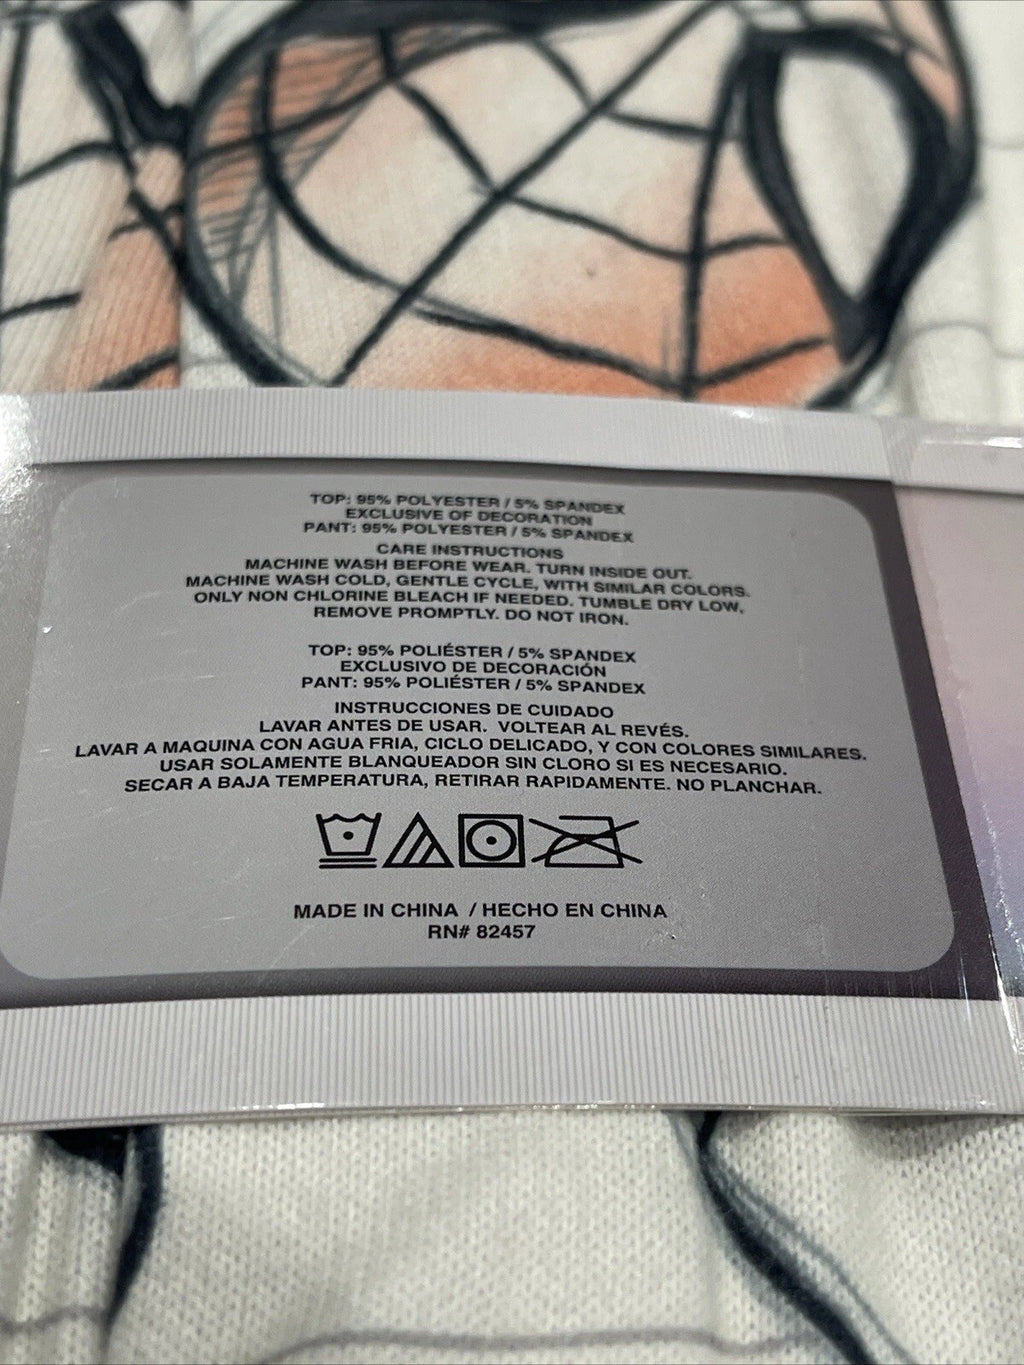 TOP: 95% POLYESTER / 5% SPANDEX
EXCLUSIVE OF DECORATION
PANT: 95% POLYESTER / 5% SPANDEX
CARE INSTRUCTIONS
MACHINE WASH BEFORE WEAR. TURN INSIDE OUT.
MACHINE WASH COLD, GENTLE CYCLE, WITH SIMILAR COLORS.
ONLY NON CHLORINE BLEACH IF NEEDED. TUMBLE DRY LOW,
REMOVE PROMPTLY. DO NOT IRON.
TOP: 95% POLIÉSTER / 5% SPANDEX
EXCLUSIVO DE DECORACIÓN
PANT: 95% POLIÉSTER / 5% SPANDEX
INSTRUCCIONES DE CUIDADO
LAVAR ANTES DE USAR. VOLTEAR AL REVÉS.
LAVAR A MAQUINA CON AGUA FRIA, CICLO DELICADO, Y CON COLORES SIMILARES.
USAR SOLAMENTE BLANQUEADOR SIN CLORO SI ES NECESARIO.
SECAR A BAJA TEMPERATURA, RETIRAR RAPIDAMENTE. NO PLANCHAR.
MADE IN CHINA / HECHO EN CHINA
RN# 82457